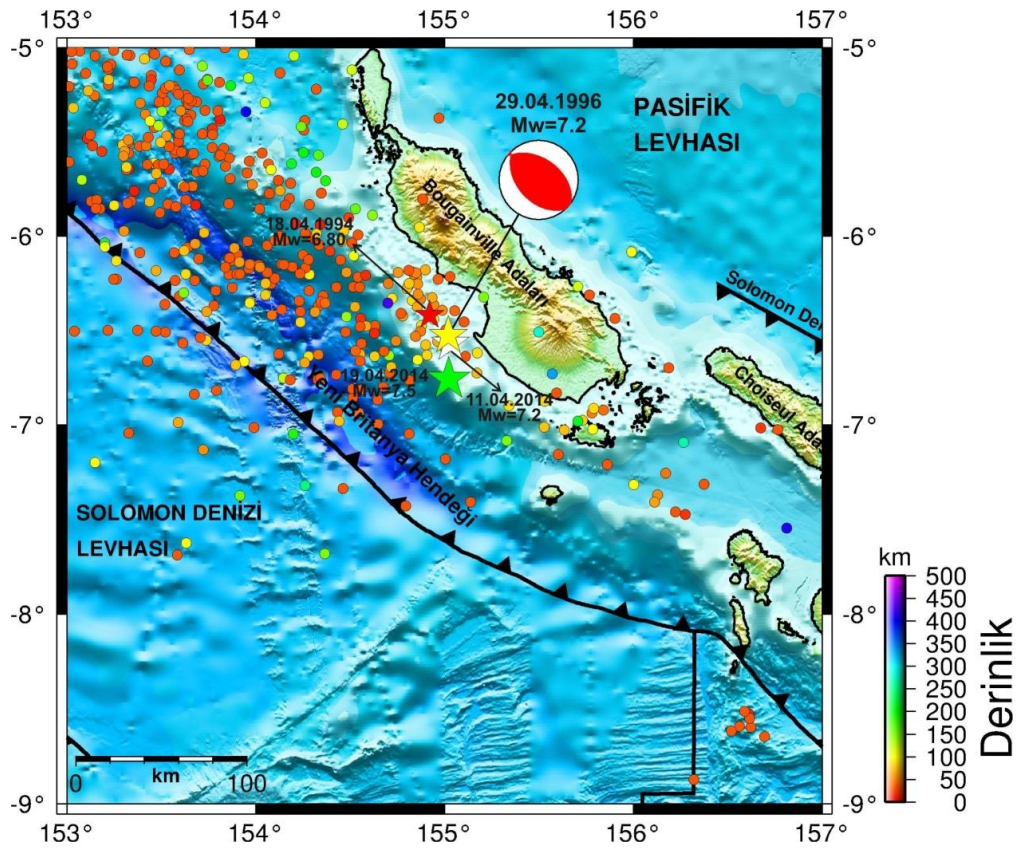 153°
154°
155°
156°
157°
-5°
-5°
29.04.1996
Mw=7.2
PASİFİK
LEVHASI
Bougainville Adaları
-6°
-6°
18.04.1994
Mw=6.80
Solomon Den
19.04.2014
Mw=7.5
11.04.2014
Mw=7.2
Choiseul Ada
-7°
-7°
Yeni Britanya Hendeği
SOLOMON DENİZİ
LEVHASI
-8°
-8°
km
500
450
400
350
300
250
200
150
100
50
0
Derinlik
km
0
100
-9°
-9°
153°
154°
155°
156°
157°